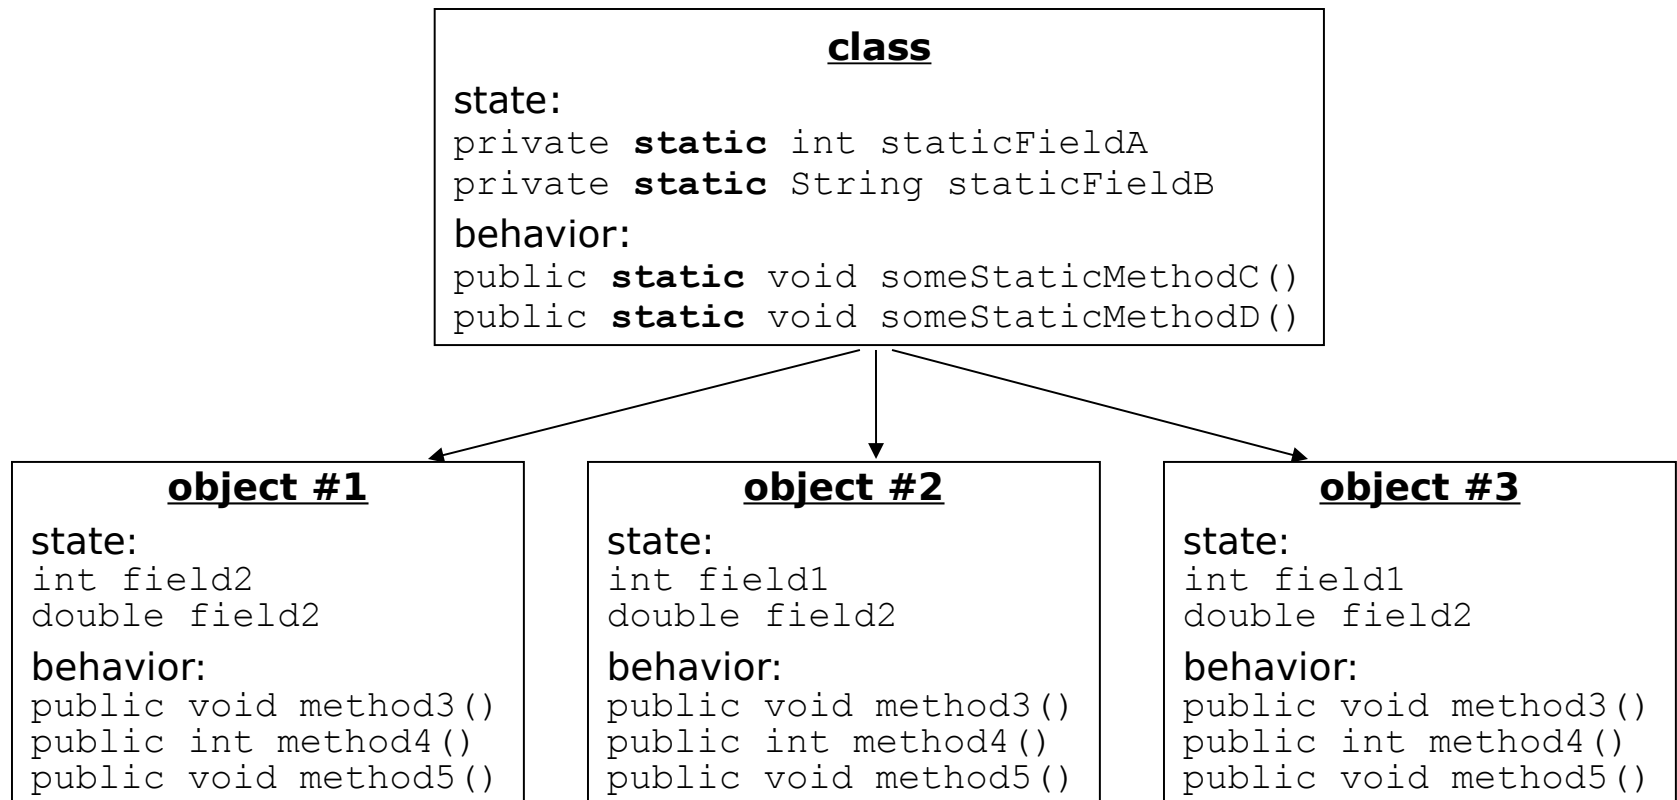 class
state:
private static int staticFieldA
private static String staticFieldB
behavior:
public static void someStaticMethodC()
public static void someStaticMethodD()
object #1
state:
int field2
double field2
behavior:
public void method3()
public int method4()
public void method5()
object #2
state:
int field1
double field2
behavior:
public void method3()
public int method4()
public void method5()
object #3
state:
int field1
double field2
behavior:
public void method3()
public int method4()
public void method5()